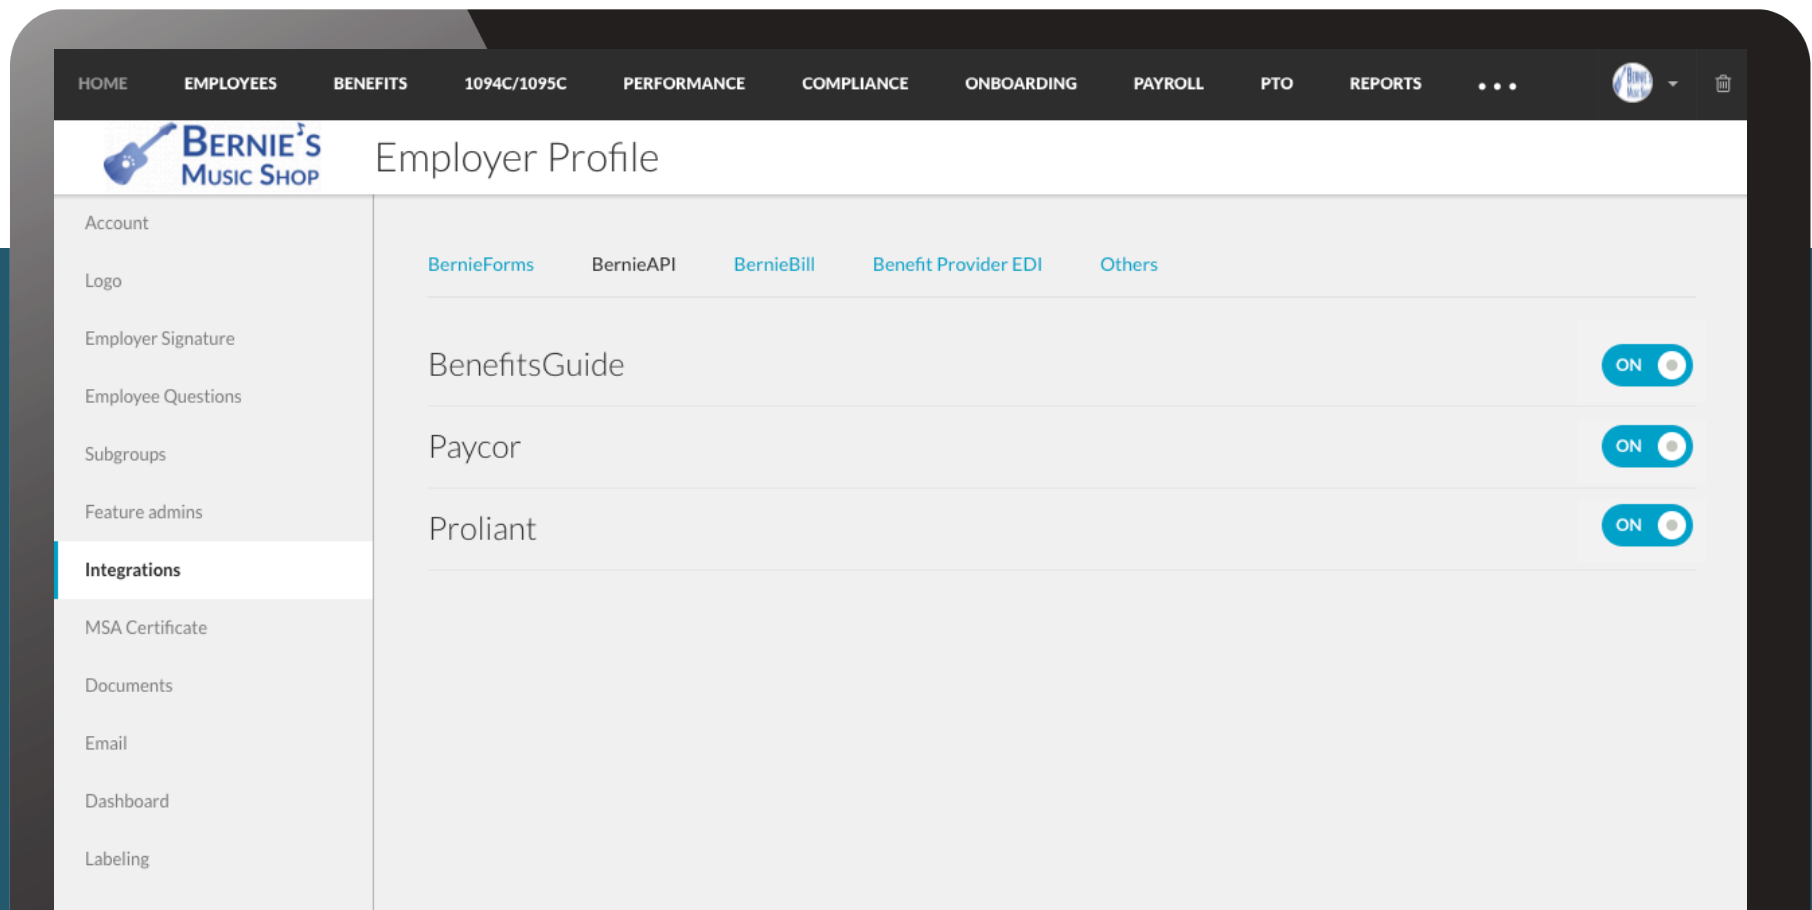 HOME EMPLOYEES BENEFITS 1094C/1095C PERFORMANCE COMPLIANCE ONBOARDING PAYROLL PTO REPORTS
BERNIE'S
MUSIC SHOP
Employer Profile
Account
Logo
Employer Signature
Employee Questions
Subgroups
Feature admins
Integrations
MSA Certificate
Documents
Email
Dashboard
Labeling
BernieForms BernieAPI BernieBill Benefit Provider EDI Others
BenefitsGuide ON
Paycor ON
Proliant ON